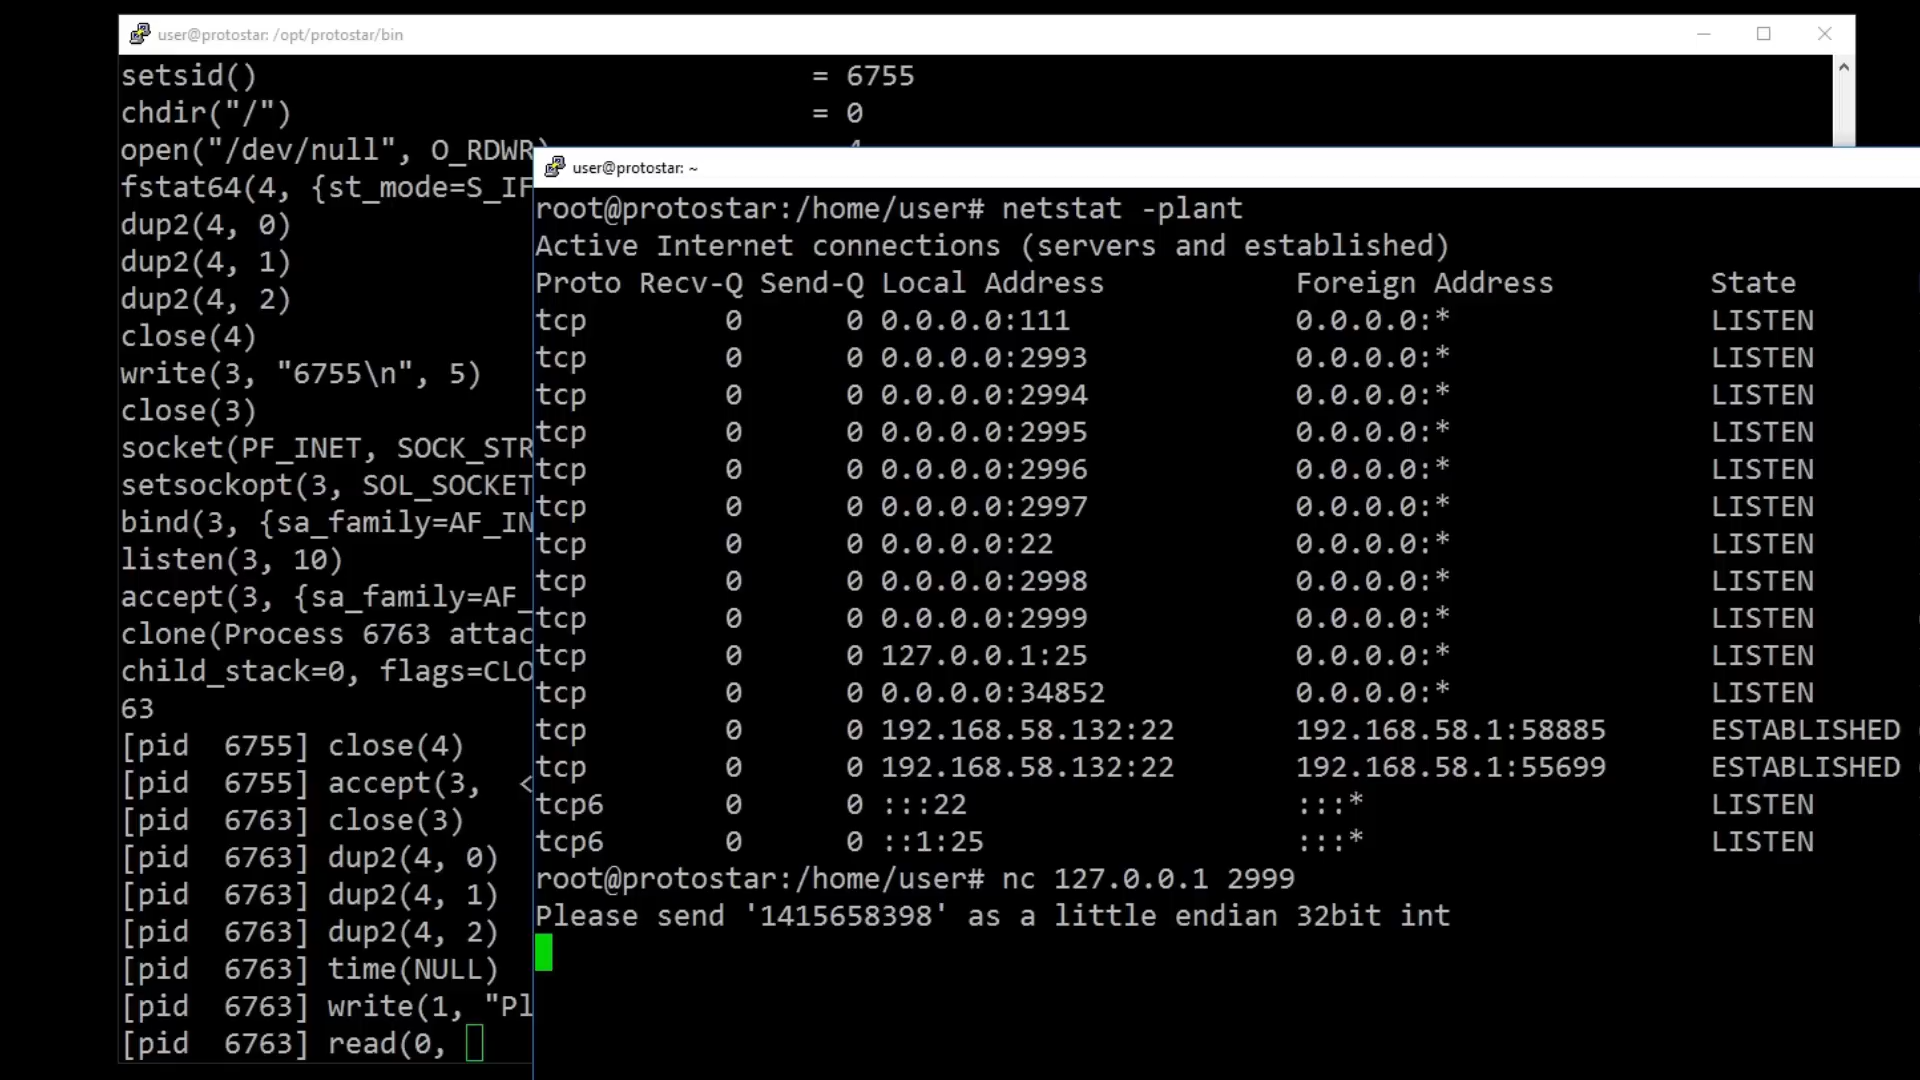 user@protostar: /opt/protostar/bin
setsid() = 6755
chdir("/") = 0
open("/dev/null", O_RDWR)
fstat64(4, {st_mode=S_IF
dup2(4, 0)
dup2(4, 1)
dup2(4, 2)
close(4)
write(3, "6755\n", 5)
close(3)
socket(PF_INET, SOCK_STR
setsockopt(3, SOL_SOCKET
bind(3, {sa_family=AF_IN
listen(3, 10)
accept(3, {sa_family=AF_
clone(Process 6763 attac
child_stack=0, flags=CLO
63
[pid  6755] close(4)
[pid  6755] accept(3,  <
[pid  6763] close(3)
[pid  6763] dup2(4, 0)
[pid  6763] dup2(4, 1)
[pid  6763] dup2(4, 2)
[pid  6763] time(NULL)
[pid  6763] write(1, "Pl
[pid  6763] read(0,
user@protostar: ~
root@protostar:/home/user# netstat -plant
Active Internet connections (servers and established)
Proto Recv-Q Send-Q Local Address Foreign Address State
tcp 0 0 0.0.0.0:111 0.0.0.0:* LISTEN
tcp 0 0 0.0.0.0:2993 0.0.0.0:* LISTEN
tcp 0 0 0.0.0.0:2994 0.0.0.0:* LISTEN
tcp 0 0 0.0.0.0:2995 0.0.0.0:* LISTEN
tcp 0 0 0.0.0.0:2996 0.0.0.0:* LISTEN
tcp 0 0 0.0.0.0:2997 0.0.0.0:* LISTEN
tcp 0 0 0.0.0.0:22 0.0.0.0:* LISTEN
tcp 0 0 0.0.0.0:2998 0.0.0.0:* LISTEN
tcp 0 0 0.0.0.0:2999 0.0.0.0:* LISTEN
tcp 0 0 127.0.0.1:25 0.0.0.0:* LISTEN
tcp 0 0 0.0.0.0:34852 0.0.0.0:* LISTEN
tcp 0 0 192.168.58.132:22 192.168.58.1:58885 ESTABLISHED
tcp 0 0 192.168.58.132:22 192.168.58.1:55699 ESTABLISHED
tcp6 0 0 :::22 :::* LISTEN
tcp6 0 0 ::1:25 :::* LISTEN
root@protostar:/home/user# nc 127.0.0.1 2999
Please send '1415658398' as a little endian 32bit int